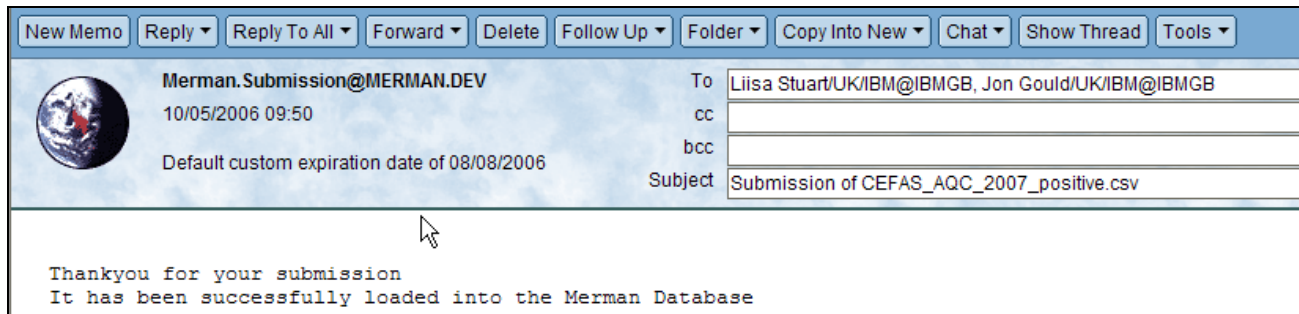 New Memo Reply Reply To All Forward Delete Follow Up Folder Copy Into New Chat Show Thread Tools
Merman.Submission@MERMAN.DEV
10/05/2006 09:50
Default custom expiration date of 08/08/2006
To Liisa Stuart/UK/IBM@IBMGB, Jon Gould/UK/IBM@IBMGB
cc
bcc
Subject Submission of CEFAS_AQC_2007_positive.csv
Thankyou for your submission
It has been successfully loaded into the Merman Database